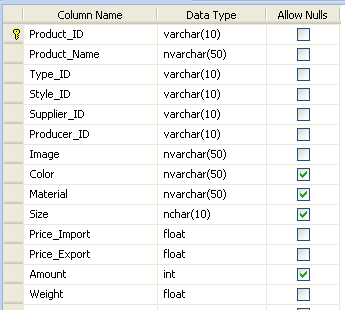 Column Name Data Type Allow Nulls
Product_ID varchar(10)
Product_Name nvarchar(50)
Type_ID varchar(10)
Style_ID varchar(10)
Supplier_ID varchar(10)
Producer_ID varchar(10)
Image nvarchar(50)
Color nvarchar(50)
Material nvarchar(50)
Size nchar(10)
Price_Import float
Price_Export float
Amount int
Weight float